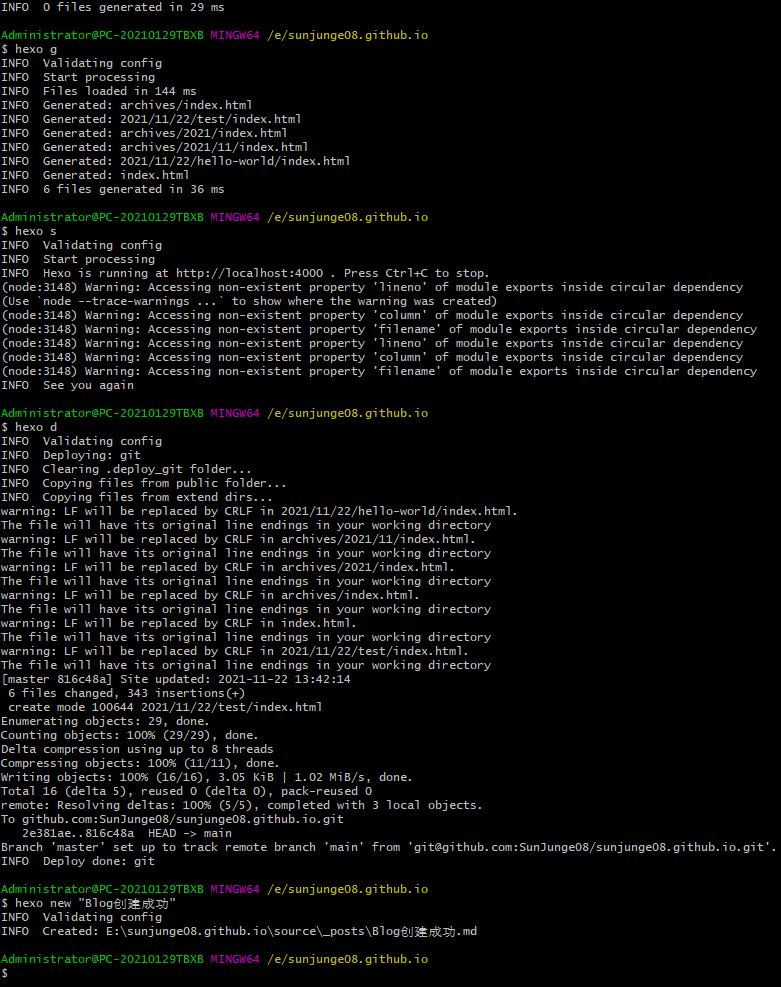 INFO  0 files generated in 29 ms
Administrator@PC-20210129TBXB MINGW64 /e/sunjunge08.github.io
$ hexo g
INFO  Validating config
INFO  Start processing
INFO  Files loaded in 144 ms
INFO  Generated: archives/index.html
INFO  Generated: 2021/11/22/test/index.html
INFO  Generated: archives/2021/index.html
INFO  Generated: archives/2021/11/index.html
INFO  Generated: 2021/11/22/hello-world/index.html
INFO  Generated: index.html
INFO  6 files generated in 36 ms
Administrator@PC-20210129TBXB MINGW64 /e/sunjunge08.github.io
$ hexo s
INFO  Validating config
INFO  Start processing
INFO  Hexo is running at http://localhost:4000 . Press Ctrl+C to stop.
(node:3148) Warning: Accessing non-existent property 'lineno' of module exports inside circular dependency
(Use `node --trace-warnings ...` to show where the warning was created)
(node:3148) Warning: Accessing non-existent property 'column' of module exports inside circular dependency
(node:3148) Warning: Accessing non-existent property 'filename' of module exports inside circular dependency
(node:3148) Warning: Accessing non-existent property 'lineno' of module exports inside circular dependency
(node:3148) Warning: Accessing non-existent property 'column' of module exports inside circular dependency
(node:3148) Warning: Accessing non-existent property 'filename' of module exports inside circular dependency
INFO  See you again
Administrator@PC-20210129TBXB MINGW64 /e/sunjunge08.github.io
$ hexo d
INFO  Validating config
INFO  Deploying: git
INFO  Clearing .deploy_git folder...
INFO  Copying files from public folder...
INFO  Copying files from extend dirs...
warning: LF will be replaced by CRLF in 2021/11/22/hello-world/index.html.
The file will have its original line endings in your working directory
warning: LF will be replaced by CRLF in archives/2021/11/index.html.
The file will have its original line endings in your working directory
warning: LF will be replaced by CRLF in archives/2021/index.html.
The file will have its original line endings in your working directory
warning: LF will be replaced by CRLF in archives/index.html.
The file will have its original line endings in your working directory
warning: LF will be replaced by CRLF in index.html.
The file will have its original line endings in your working directory
warning: LF will be replaced by CRLF in 2021/11/22/test/index.html.
The file will have its original line endings in your working directory
[master 816c48a] Site updated: 2021-11-22 13:42:14
 6 files changed, 343 insertions(+)
 create mode 100644 2021/11/22/test/index.html
Enumerating objects: 29, done.
Counting objects: 100% (29/29), done.
Delta compression using up to 8 threads
Compressing objects: 100% (11/11), done.
Writing objects: 100% (16/16), 3.05 KiB | 1.02 MiB/s, done.
Total 16 (delta 5), reused 0 (delta 0), pack-reused 0
remote: Resolving deltas: 100% (5/5), completed with 3 local objects.
To github.com:SunJunge08/sunjunge08.github.io.git
   2e381ae..816c48a  HEAD -> main
Branch 'master' set up to track remote branch 'main' from 'git@github.com:SunJunge08/sunjunge08.github.io.git'.
INFO  Deploy done: git
Administrator@PC-20210129TBXB MINGW64 /e/sunjunge08.github.io
$ hexo new "Blog创建成功"
INFO  Validating config
INFO  Created: E:\sunjunge08.github.io\source\_posts\Blog创建成功.md
Administrator@PC-20210129TBXB MINGW64 /e/sunjunge08.github.io
$